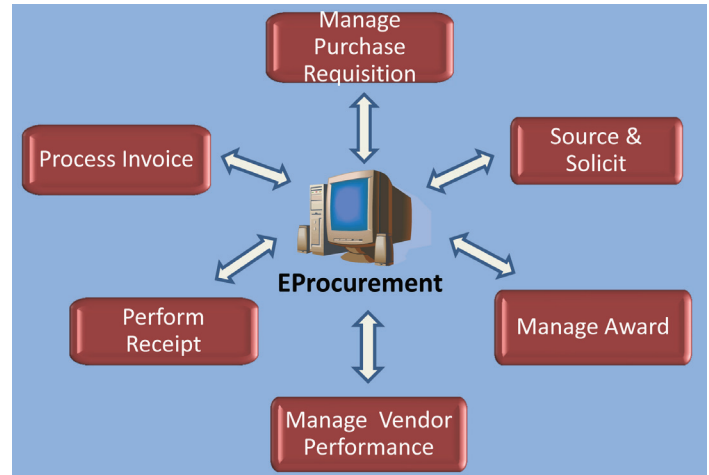 Manage
Purchase
Requisition
Process Invoice
Source &
Solicit
EProcurement
Perform
Receipt
Manage Award
Manage Vendor
Performance